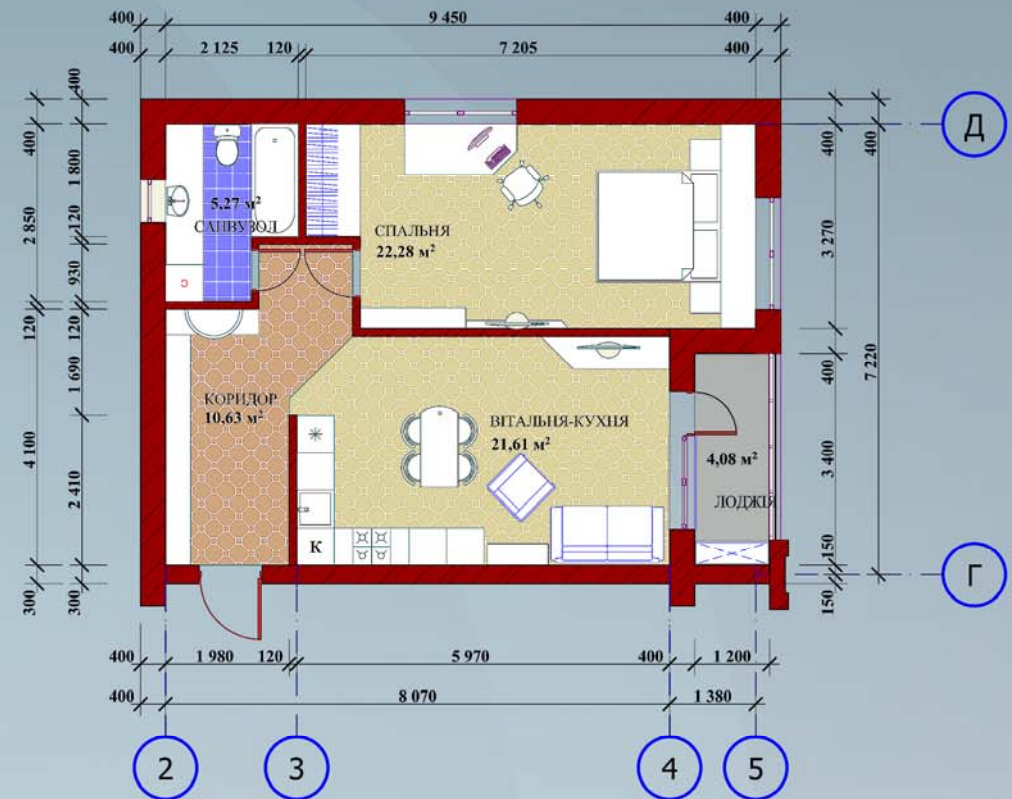 400 9 450 400
400 2 125 120 7 205 400
400
400
1 800
2 850
120
930
120
120
1 690
4 100
2 410
300
300
5,27 м²
САНВУЗОЛ
С
СПАЛЬНЯ
22,28 м²
КОРИДОР
10,63 м²
ВІТАЛЬНЯ-КУХНЯ
21,61 м²
К
4,08 м²
ЛОДЖІЯ
400
400
3 270
400
7 220
3 400
150
150
Д
Г
400 1 980 120 5 970 400 1 200
400 8 070 1 380
2 3 4 5